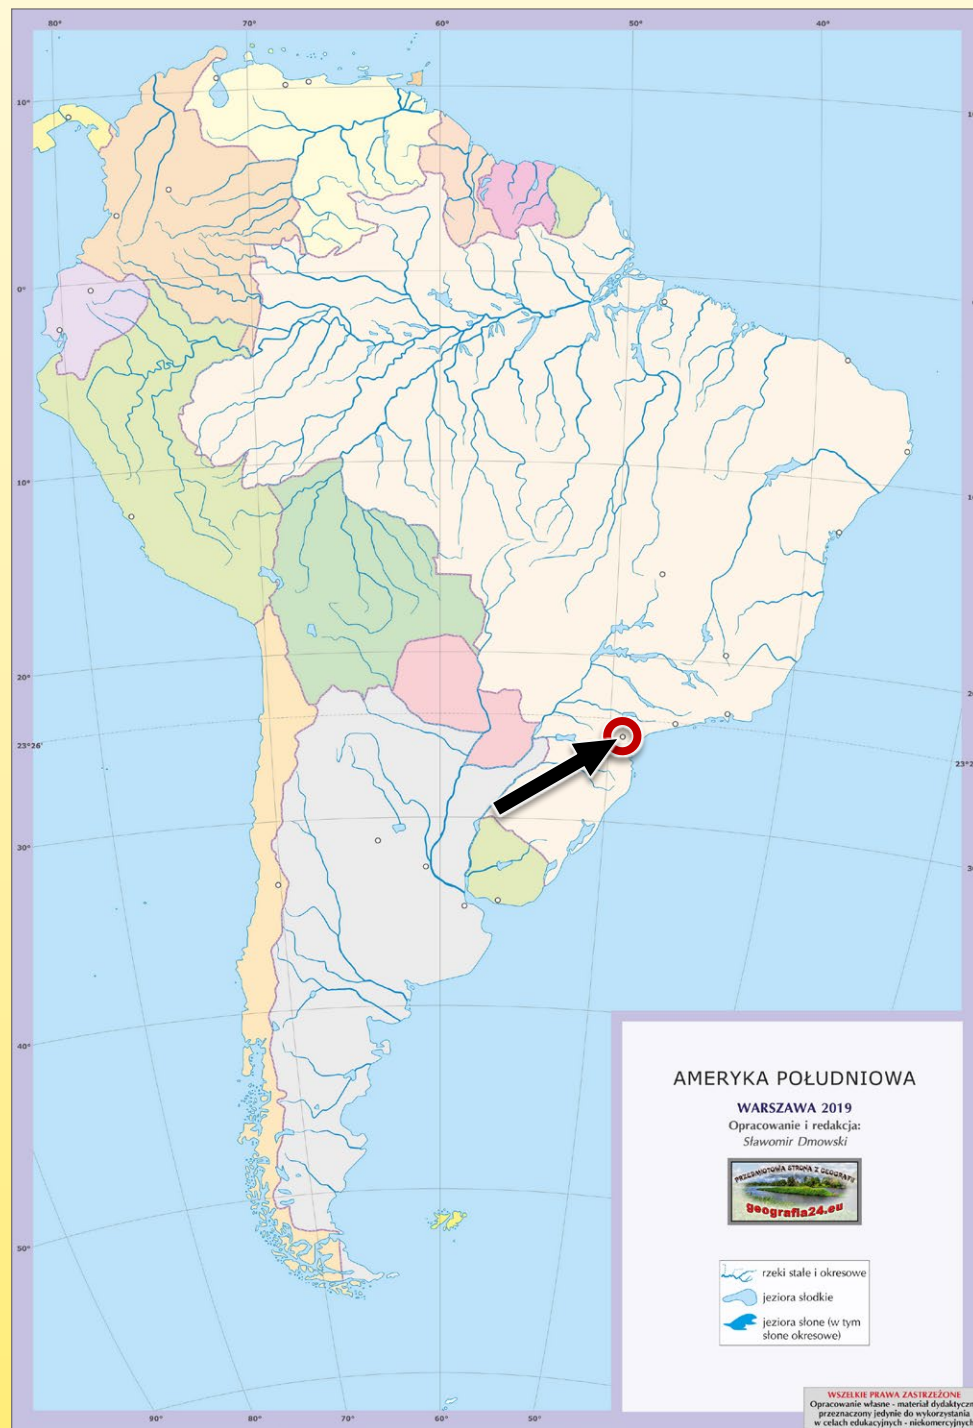 80°
70°
60°
50°
40°
10°
0°
10°
20°
23°26'
30°
40°
50°
90°
80°
70°
60°
50°
AMERYKA POŁUDNIOWA
WARSZAWA 2019
Opracowanie i redakcja:
Sławomir Dmowski
PRZEDMIOTOWA STRONA Z GEOGRAFII
geografia24.eu
rzeki stałe i okresowe
jeziora słodkie
jeziora słone (w tym
słone okresowe)
WSZELKIE PRAWA ZASTRZEŻONE
Opracowanie własne - materiał dydaktyczn
przeznaczony jedynie do wykorzystania
w celach edukacyjnych - niekomercyjnych